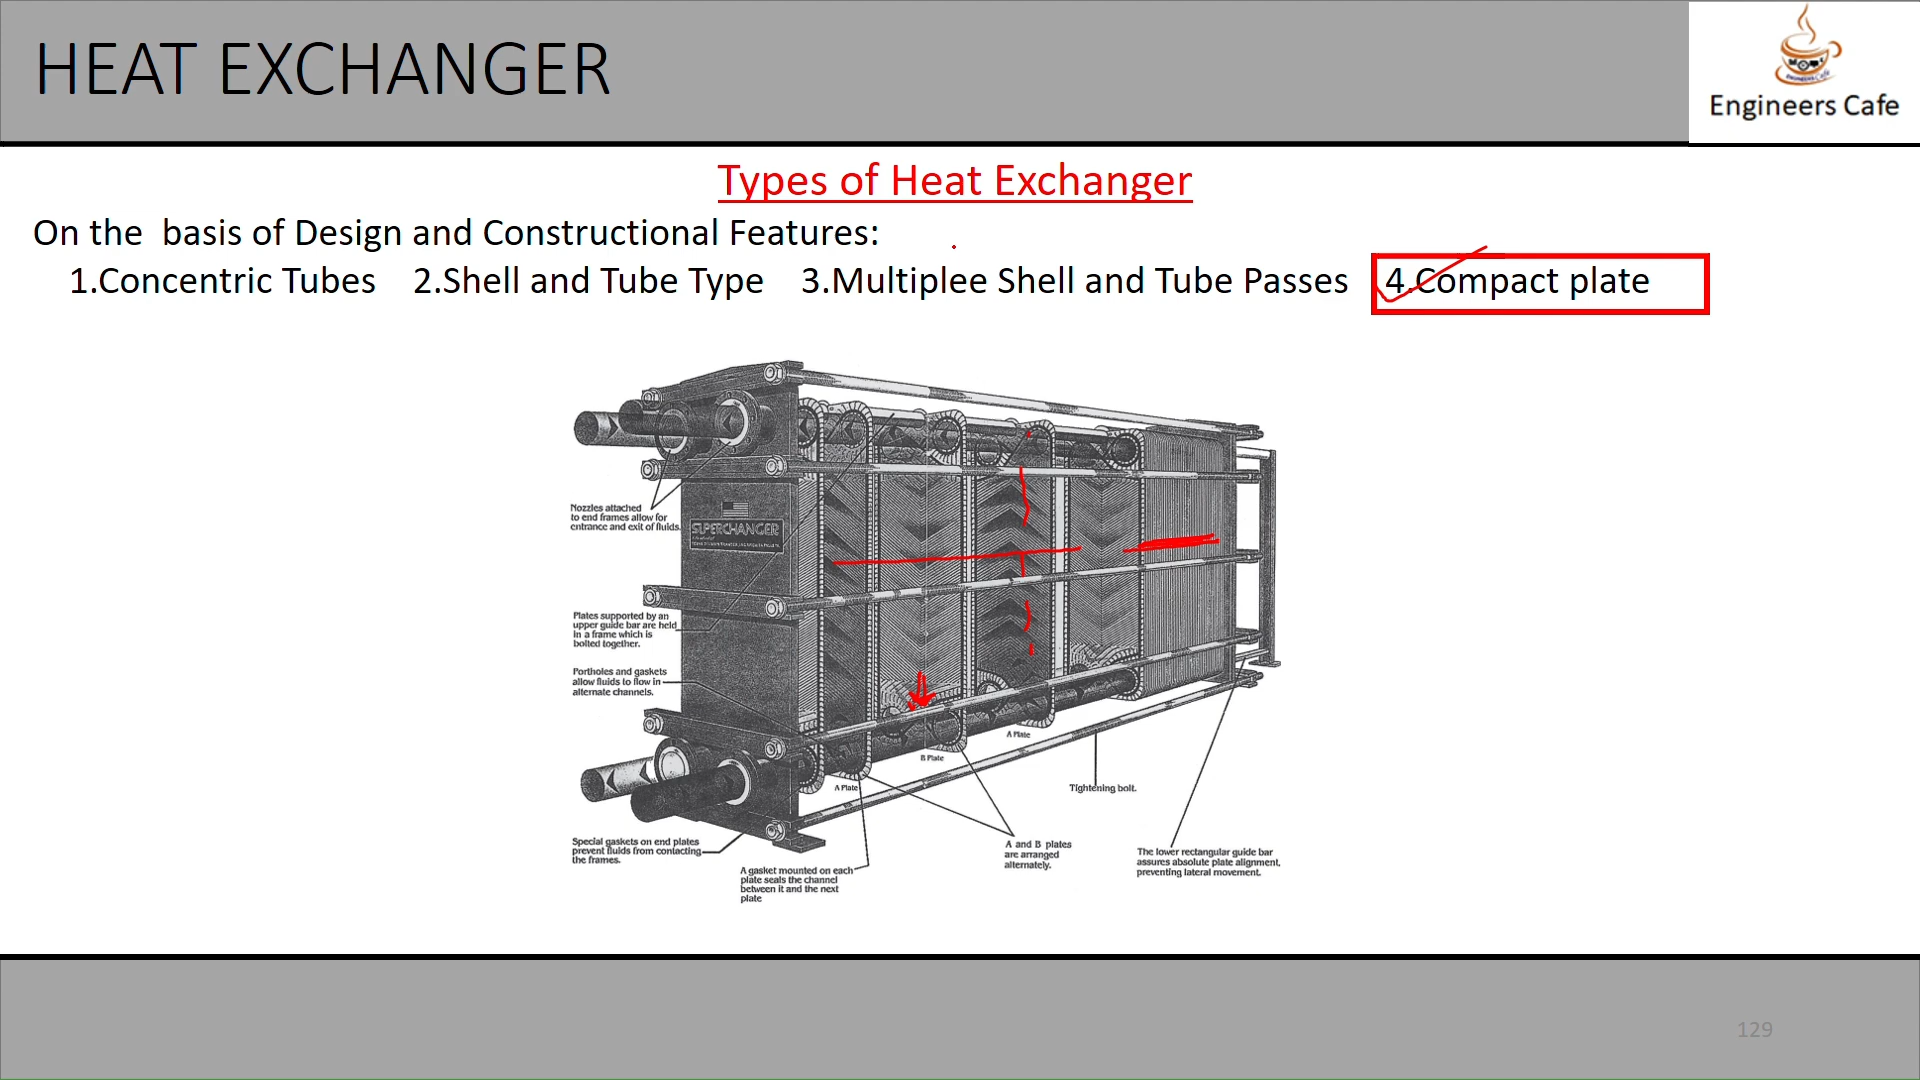 HEAT EXCHANGER
Engineers Cafe
Types of Heat Exchanger
On the basis of Design and Constructional Features:
1.Concentric Tubes 2.Shell and Tube Type 3.Multiplee Shell and Tube Passes 4.Compact plate
Nozzles attached
to end frames allow for
entrance and exit of fluids.
SUPERCHANGER
Plates supported by an
upper guide bar are held
in a frame which is
bolted together.
Portholes and gaskets
allow fluids to flow in
alternate channels.
A Plate
B Plate
A Plate
Tightening bolt.
Special gaskets on end plates
prevent fluids from contacting
the frames.
A gasket mounted on each
plate seals the channel
between it and the next
plate
A and B plates
are arranged
alternately.
The lower rectangular guide bar
assures absolute plate alignment,
preventing lateral movement.
129